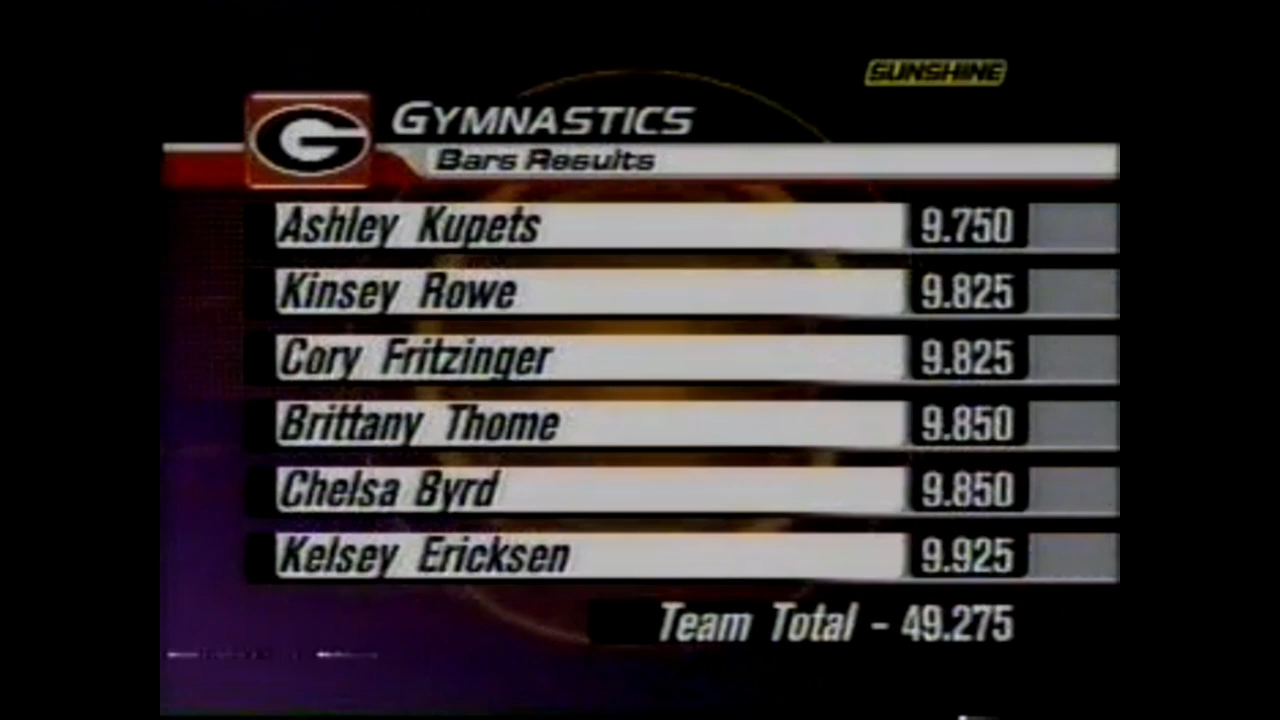 SUNSHINE
G GYMNASTICS
Bars Results
Ashley Kupets 9.750
Kinsey Rowe 9.825
Cory Fritzinger 9.825
Brittany Thome 9.850
Chelsa Byrd 9.850
Kelsey Ericksen 9.925
Team Total - 49.275